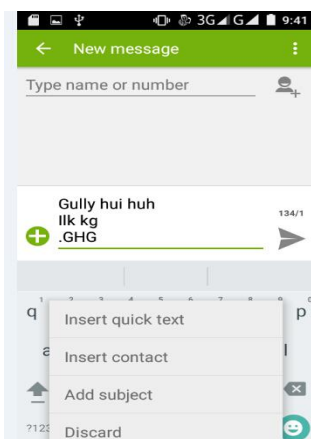 3G G 9:41
New message
Type name or number
Gully hui huh
Ilk kg
.GHG
134/1
q p
Insert quick text
Insert contact
Add subject
?123
Discard